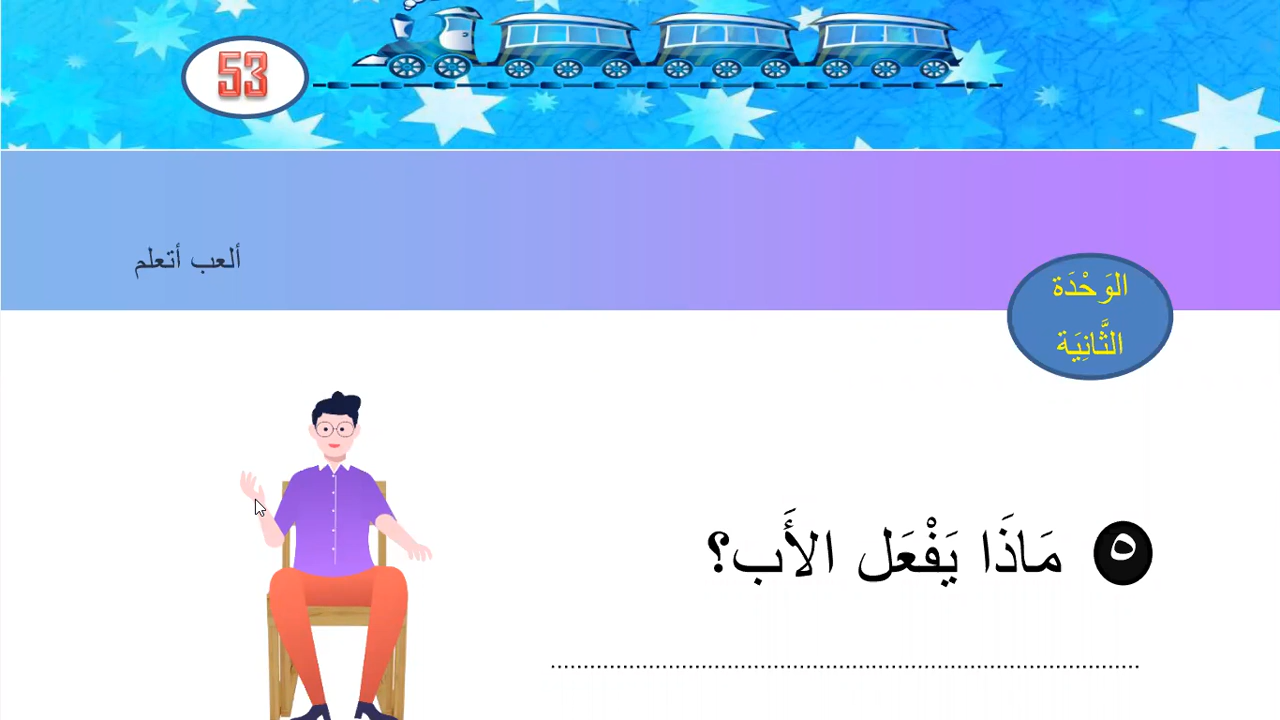 53
ألعب أتعلم
الوَحْدَة
الثَّانِيَة
٥ مَاذَا يَفْعَل الأَب؟